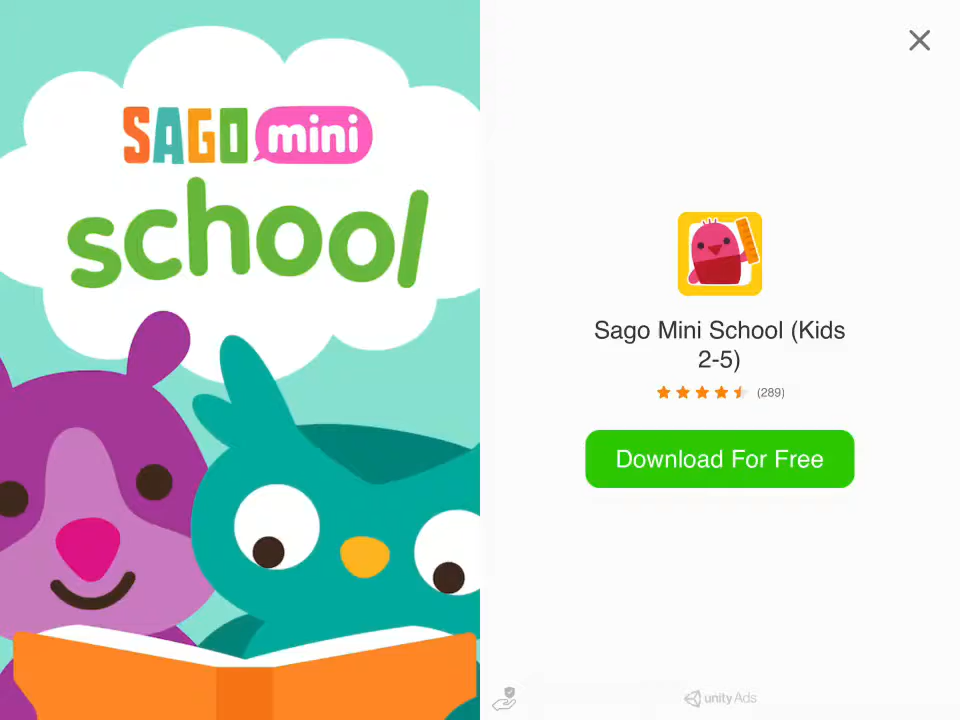 SAGO mini
school
Sago Mini School (Kids
2-5)
(289)
Download For Free
unity Ads